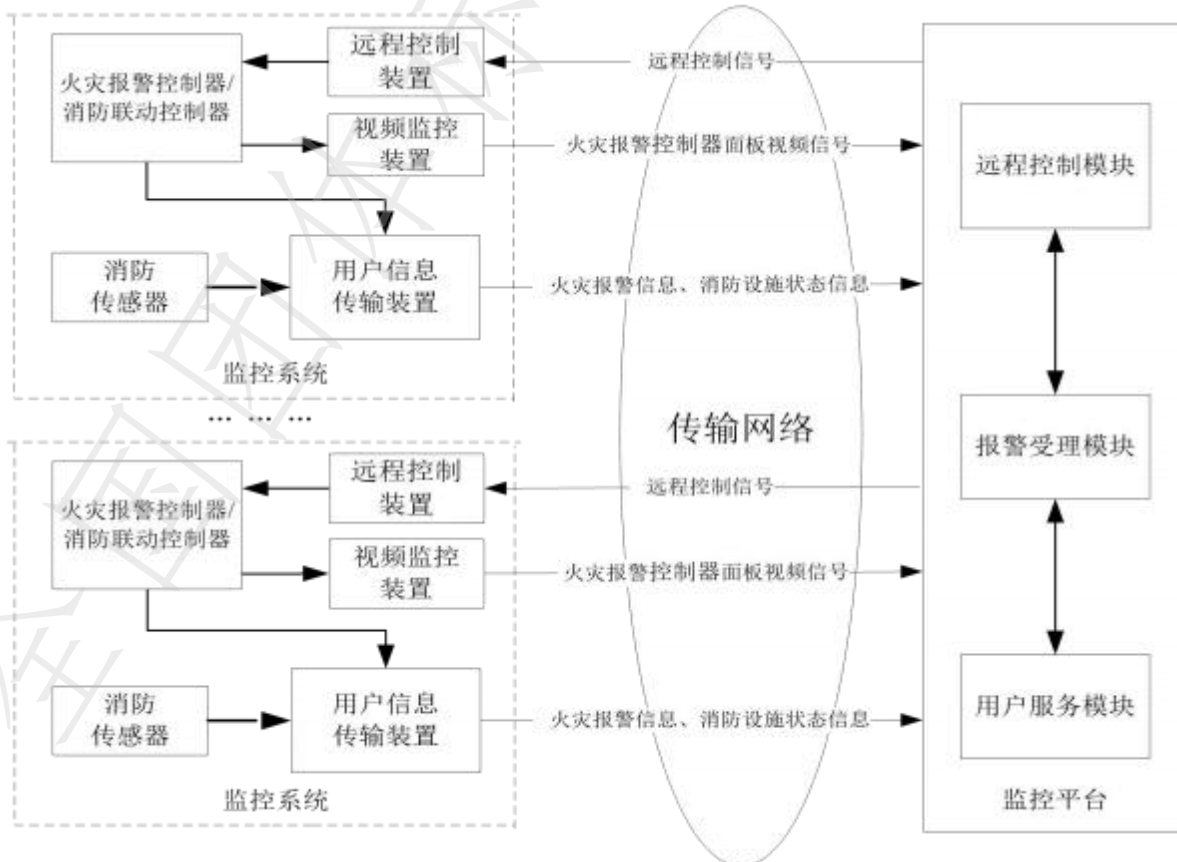 远程控制
装置
火灾报警控制器/
消防联动控制器
视频监控
装置
消防
传感器
用户信息
传输装置
监控系统
... ... ...
火灾报警控制器/
消防联动控制器
远程控制
装置
视频监控
装置
消防
传感器
用户信息
传输装置
监控系统
远程控制信号
火灾报警控制器面板视频信号
火灾报警信息、消防设施状态信息
传输网络
远程控制信号
火灾报警控制器面板视频信号
火灾报警信息、消防设施状态信息
远程控制模块
报警受理模块
用户服务模块
监控平台
全国团体标